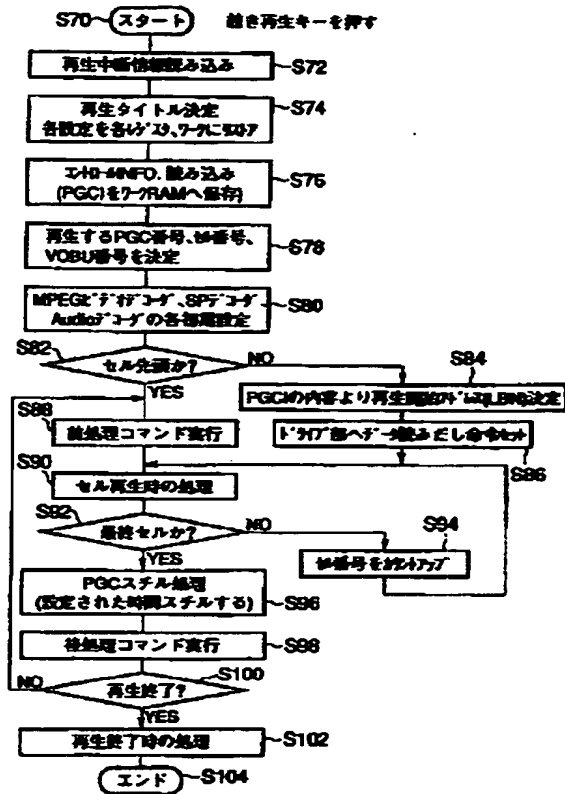 S70
スタート
続き再生キーを押す
再生中断情報読み込み
S72
再生タイトル決定
各設定を各レジスタ、ワークにリストア
S74
コントロールINFO.読み込み
(PGCIをワークRAMへ保存)
S76
再生するPGC番号、セル番号、
VOBU番号を決定
S78
MPEGビデオデコーダ、SPデコーダ
Audioデコーダの各初期設定
S80
S82
セル先頭か?
NO
YES
S84
PGCIの内容より再生開始アドレス(LBN)決定
ドライブ部へデータ読みだし命令セット
S86
S88
前処理コマンド実行
S90
セル再生時の処理
S92
最終セルか?
NO
YES
S94
セル番号をカウントアップ
PGCスチル処理
(設定された時間スチルする)
S96
後処理コマンド実行
S98
NO
再生終了?
S100
YES
再生終了時の処理
S102
エンド
S104